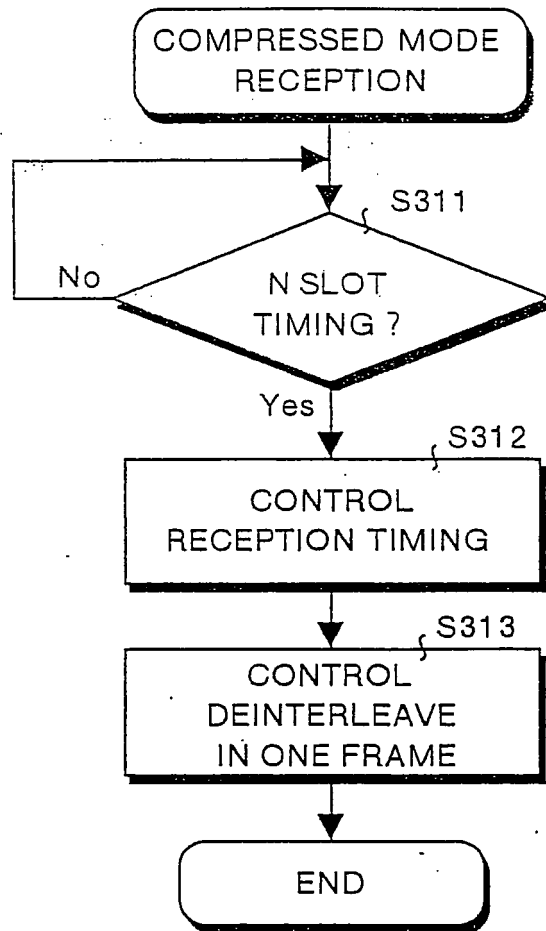 COMPRESSED MODE
RECEPTION
S311
No
N SLOT
TIMING ?
Yes
S312
CONTROL
RECEPTION TIMING
S313
CONTROL
DEINTERLEAVE
IN ONE FRAME
END